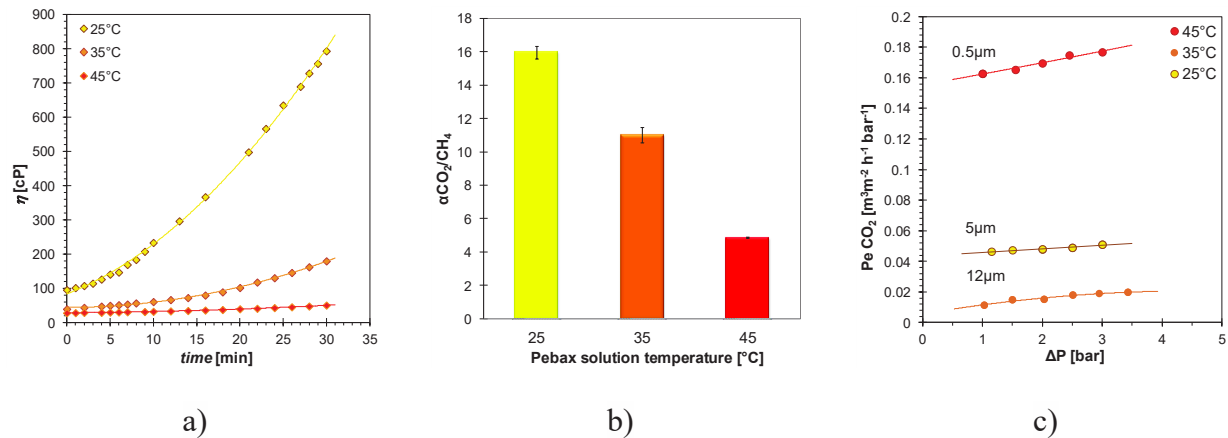 900
800
700
600
500
400
300
200
100
0
η [cP]
25°C
35°C
45°C
0 5 10 15 20 25 30 35
time [min]
a)
18
16
14
12
10
8
6
4
2
0
αCO₂/CH₄
25 35 45
Pebax solution temperature [°C]
b)
0.2
0.18
0.16
0.14
0.12
0.1
0.08
0.06
0.04
0.02
0
Pe CO₂ [m³m⁻² h⁻¹ bar⁻¹]
45°C
35°C
25°C
0.5µm
5µm
12µm
0 1 2 3 4 5
ΔP [bar]
c)